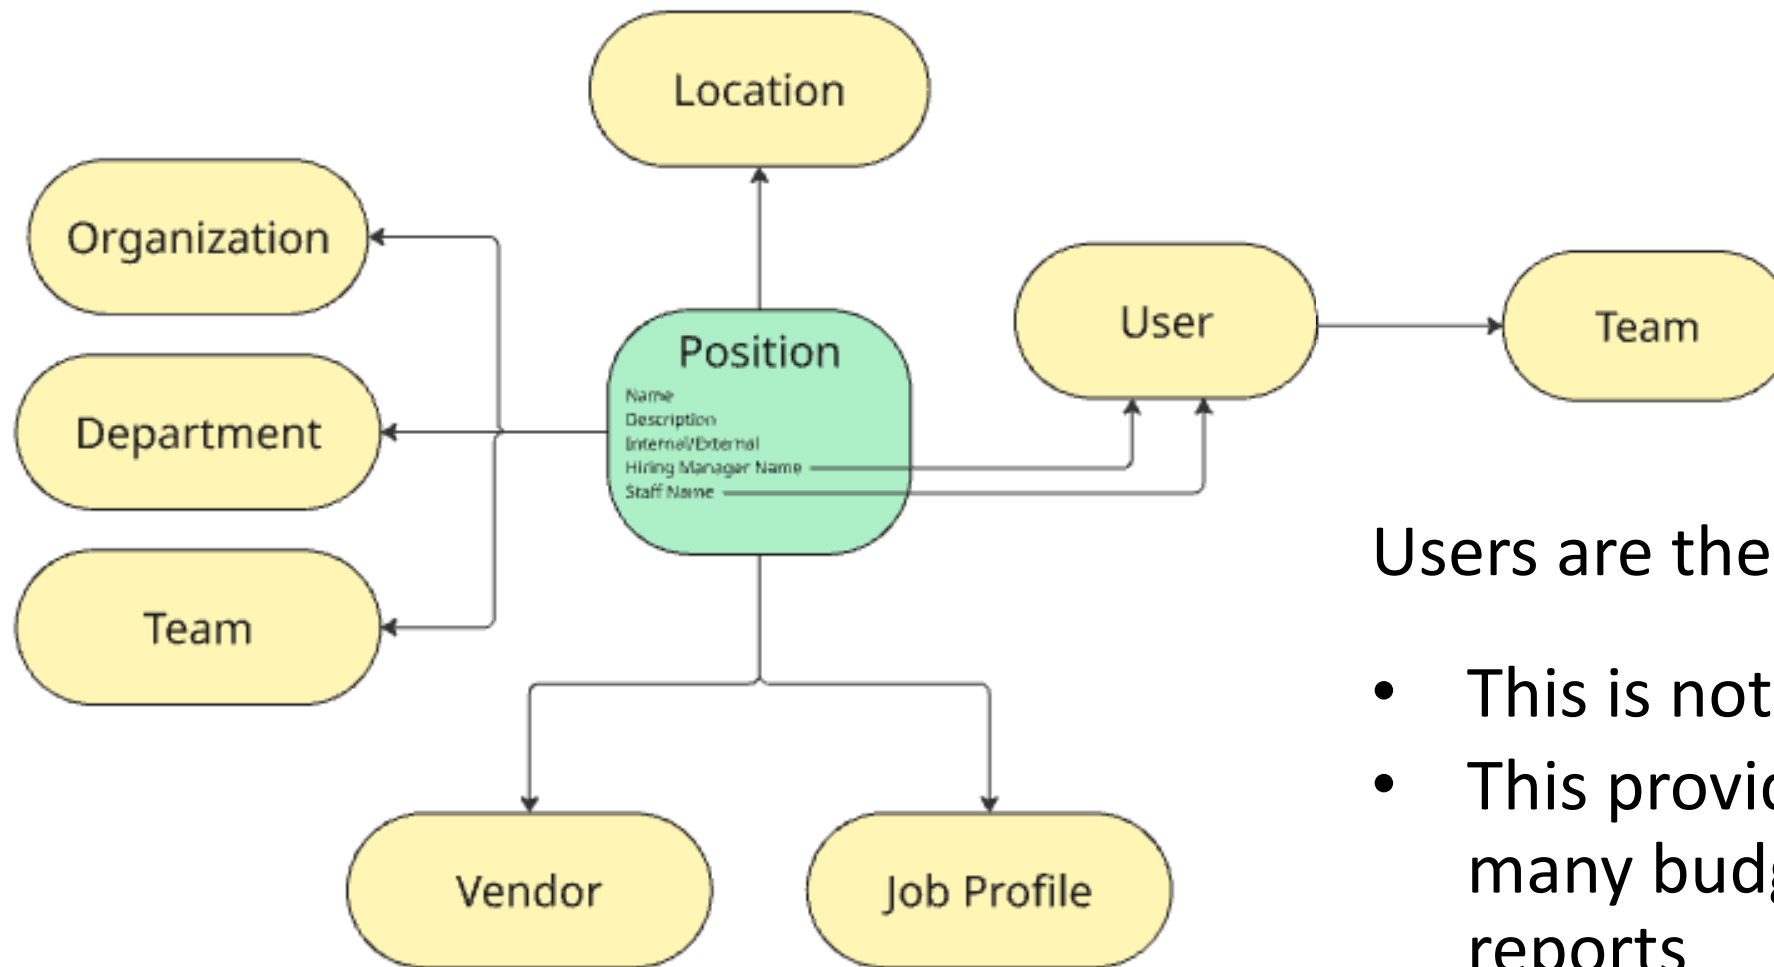 Location
Organization
Department
Team
Position
Name
Description
Internal/External
Hiring Manager Name
Staff Name
User
Team
Vendor
Job Profile
Users are the
• This is not
• This provid
many budg
reports